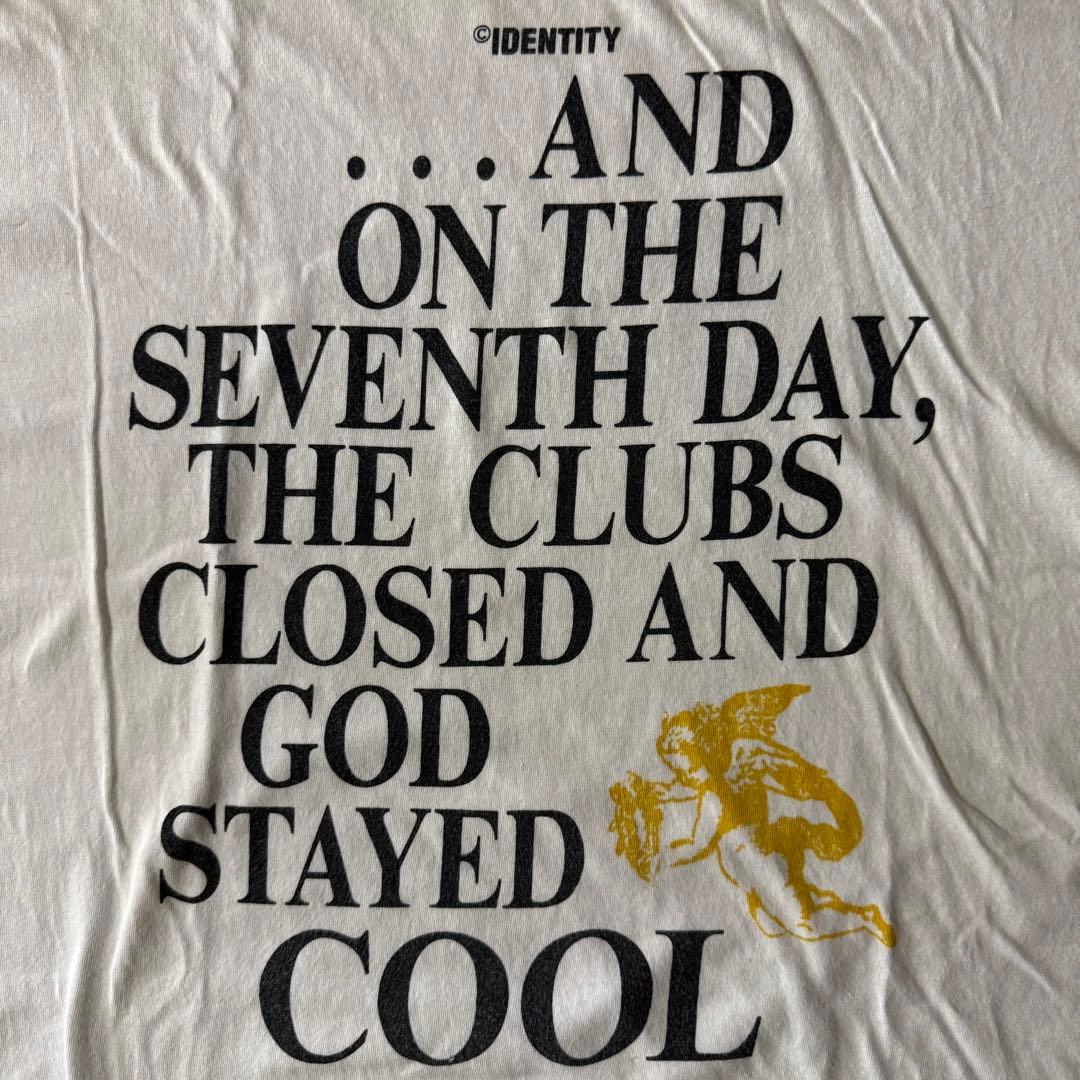 ©IDENTITY
...AND
ON THE
SEVENTH DAY,
THE CLUBS
CLOSED AND
GOD
STAYED
COOL